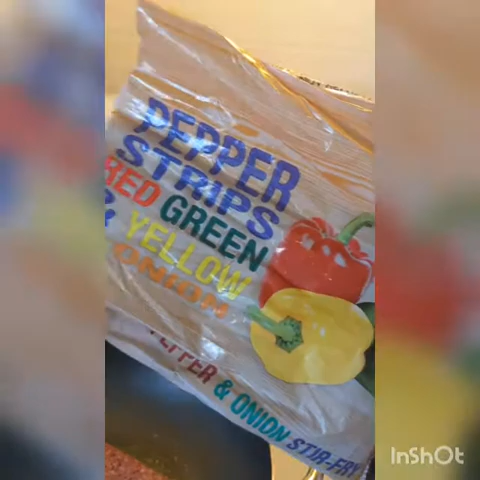 PEPPER
STRIPS
RED GREEN
& YELLOW
ONION
PEPPER & ONION STIR-FRY
InShOt